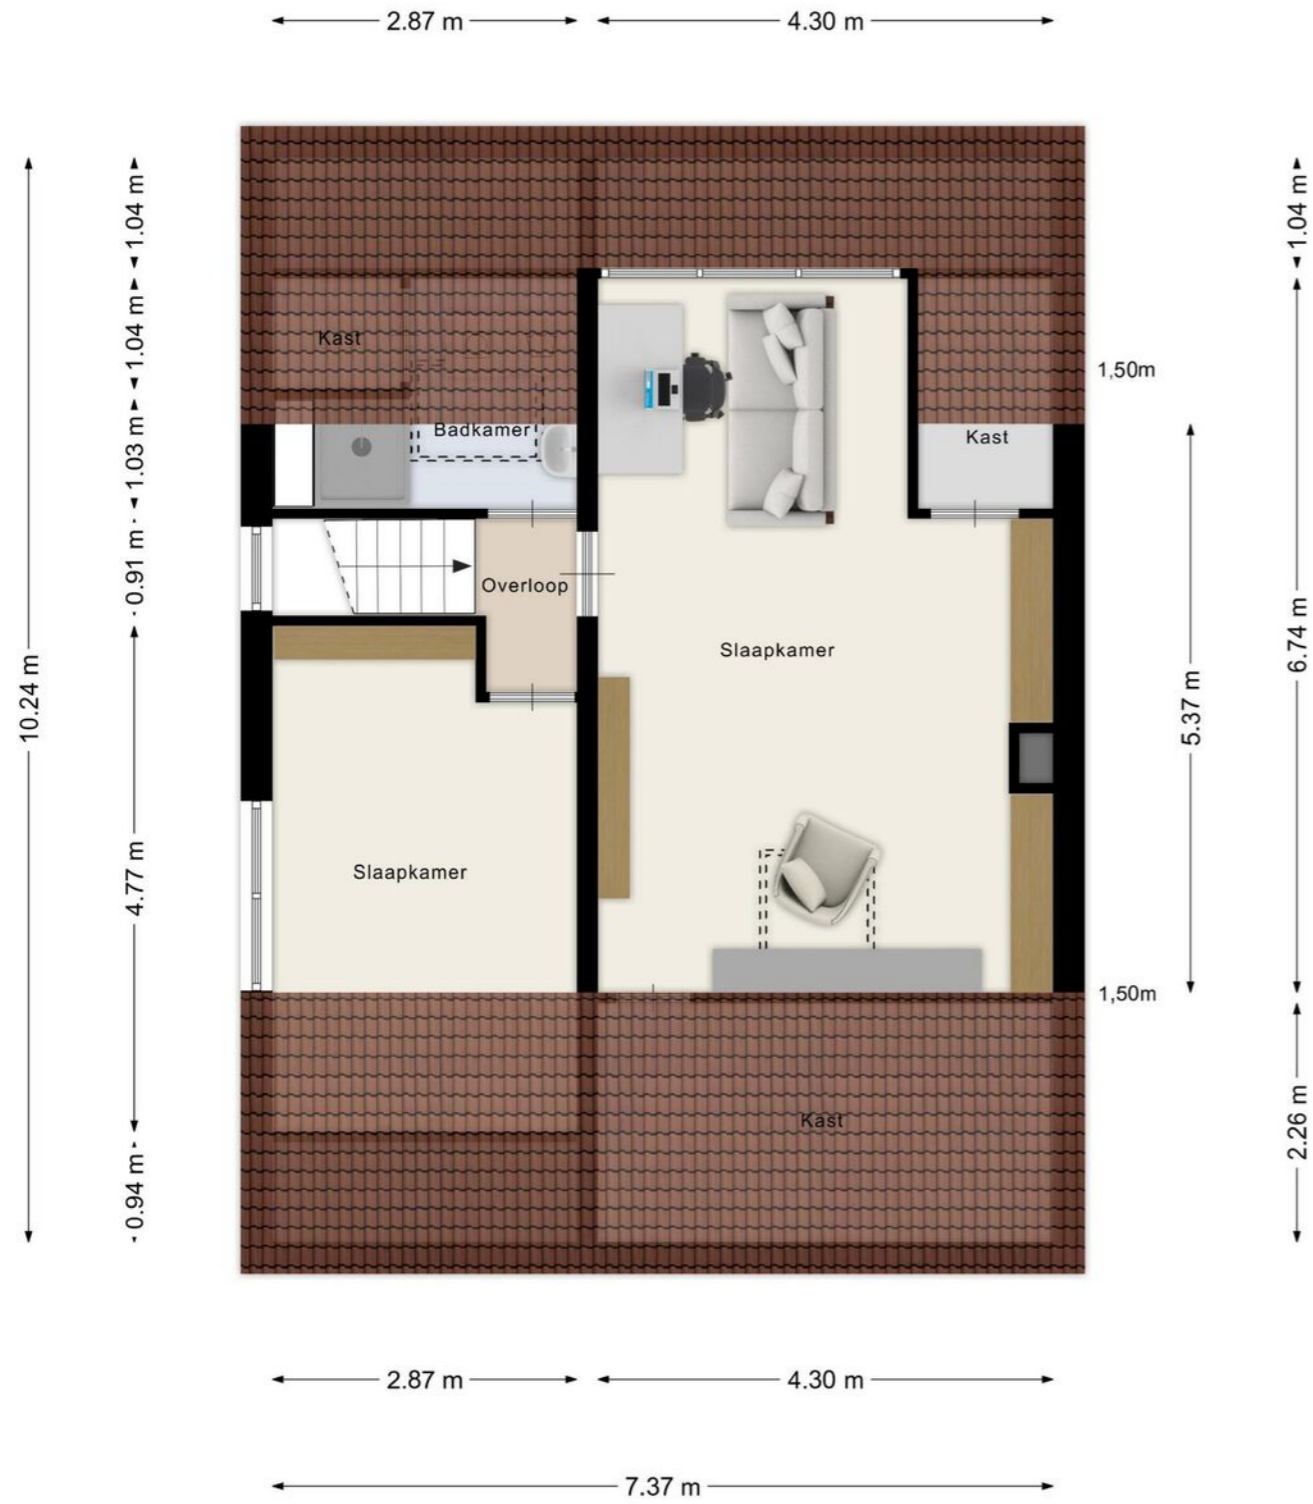 2.87 m
4.30 m
1.04 m
1.04 m
1.04 m
Kast
1,50m
Badkamer
Kast
1.03 m
0.91 m
Overloop
6.74 m
Slaapkamer
10.24 m
5.37 m
4.77 m
Slaapkamer
1,50m
Kast
2.26 m
0.94 m
2.87 m
4.30 m
7.37 m